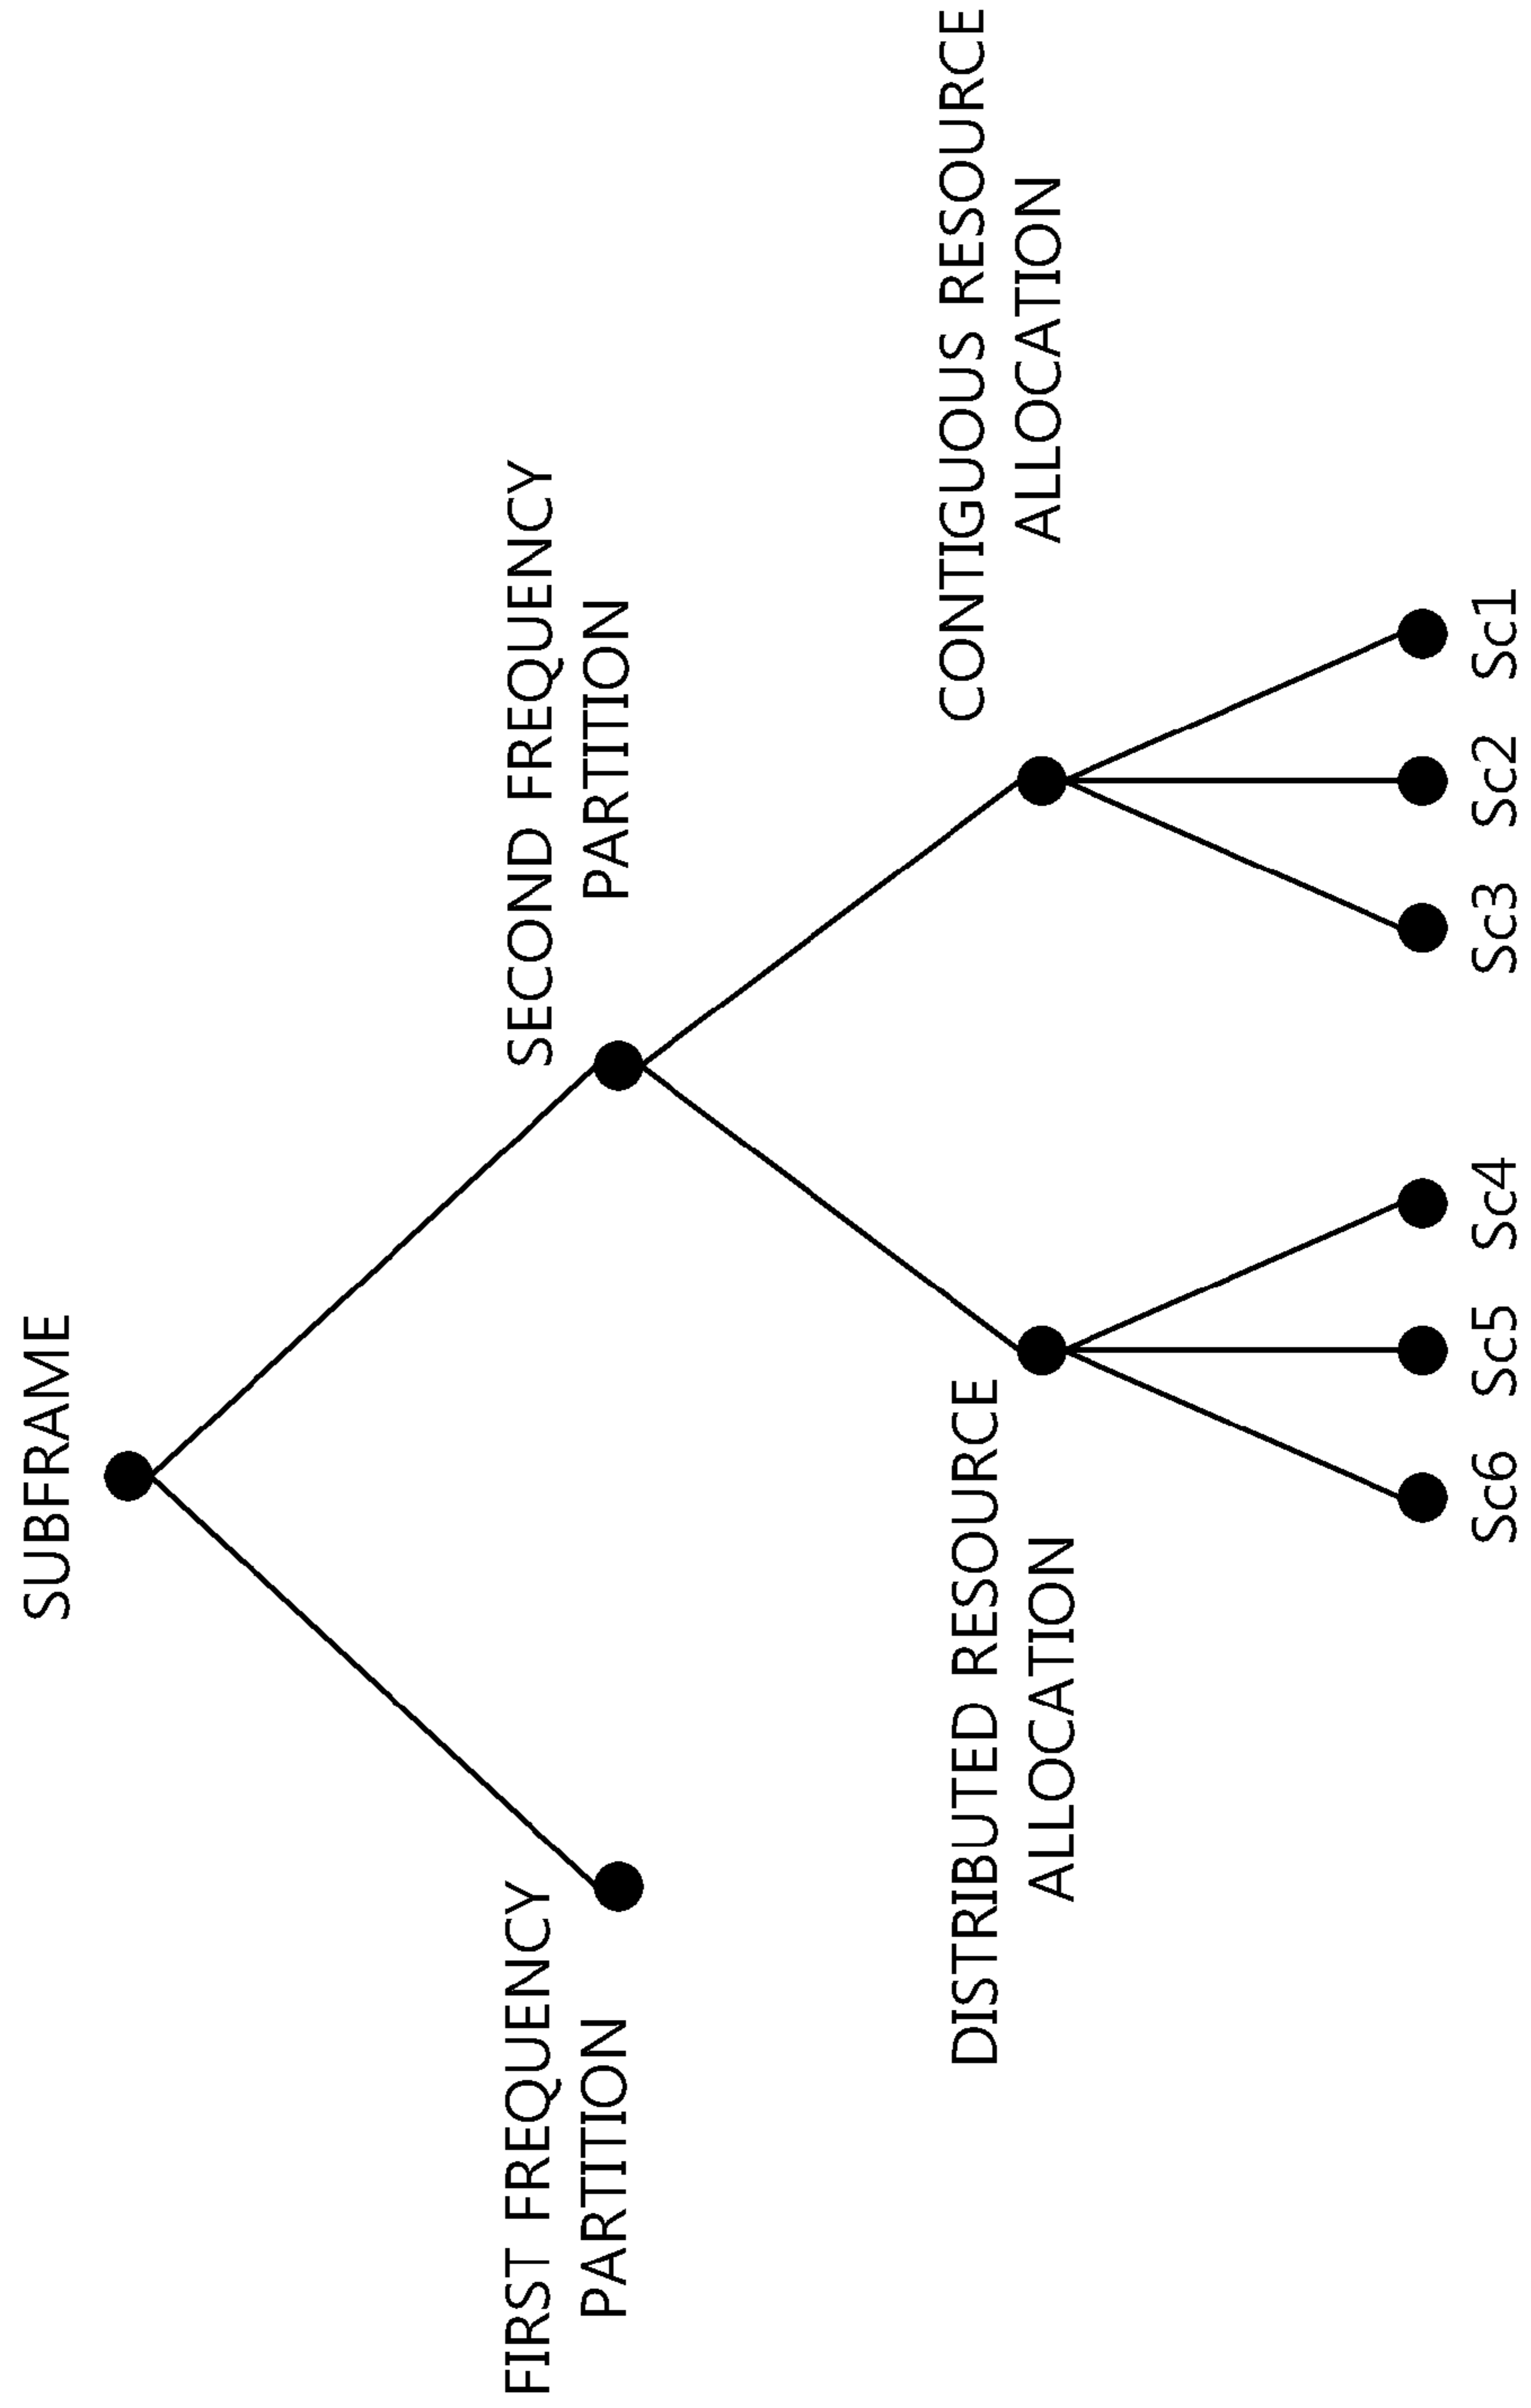 SUBFRAME
FIRST FREQUENCY
PARTITION
SECOND FREQUENCY
PARTITION
DISTRIBUTED RESOURCE
ALLOCATION
CONTIGUOUS RESOURCE
ALLOCATION
Sc6 Sc5 Sc4 Sc3 Sc2 Sc1